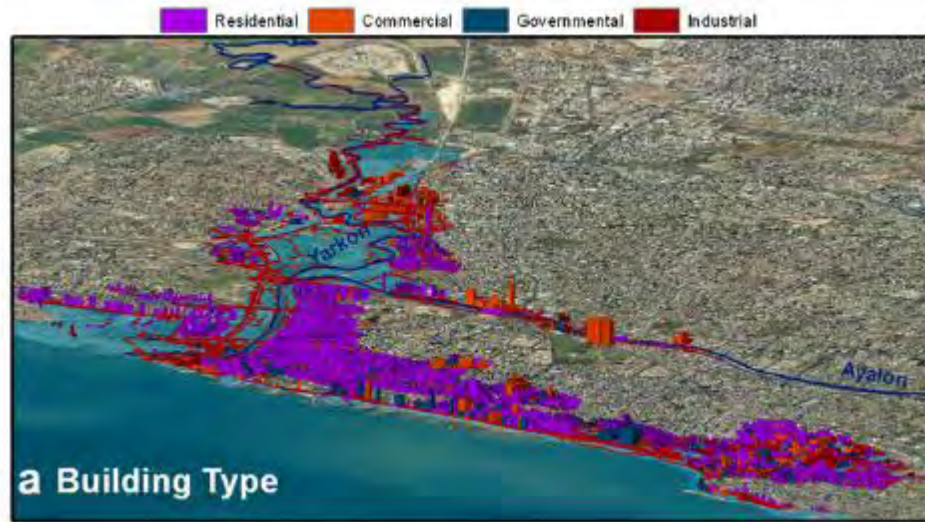 Residential Commercial Governmental Industrial
Yarkon
Ayalon
a Building Type